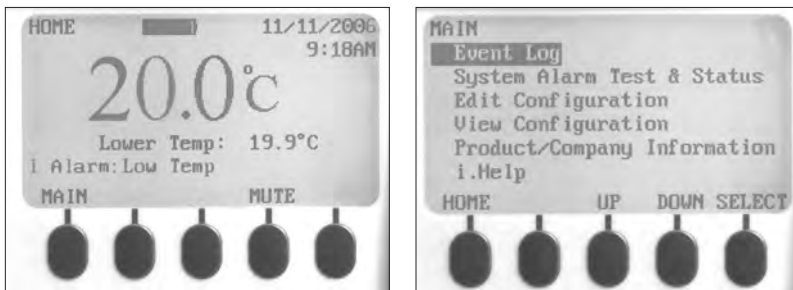 HOME 11/11/2006
9:18AM
20.0°C
Lower Temp: 19.9°C
1 Alarm:Low Temp
MAIN MUTE
MAIN
Event Log
System Alarm Test & Status
Edit Configuration
View Configuration
Product/Company Information
i.Help
HOME UP DOWN SELECT